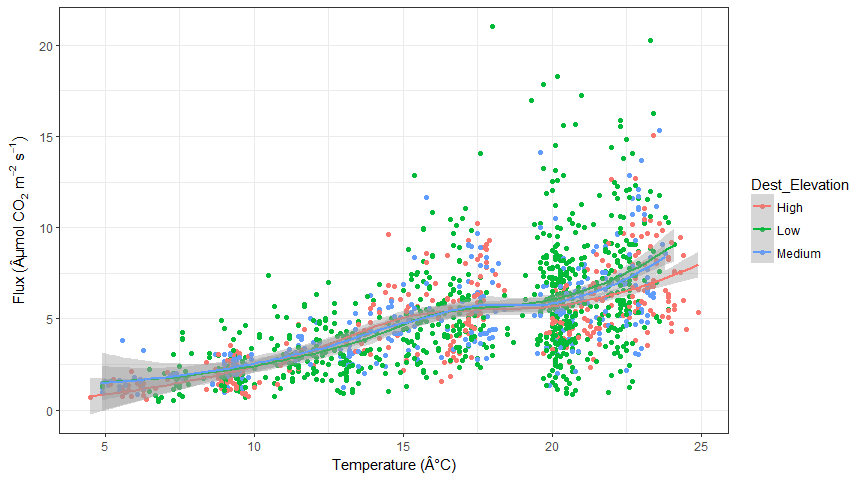 20
15
10
5
0
Flux (Âµmol CO₂ m⁻² s⁻¹)
5
10
15
20
25
Temperature (Â°C)
Dest_Elevation
High
Low
Medium